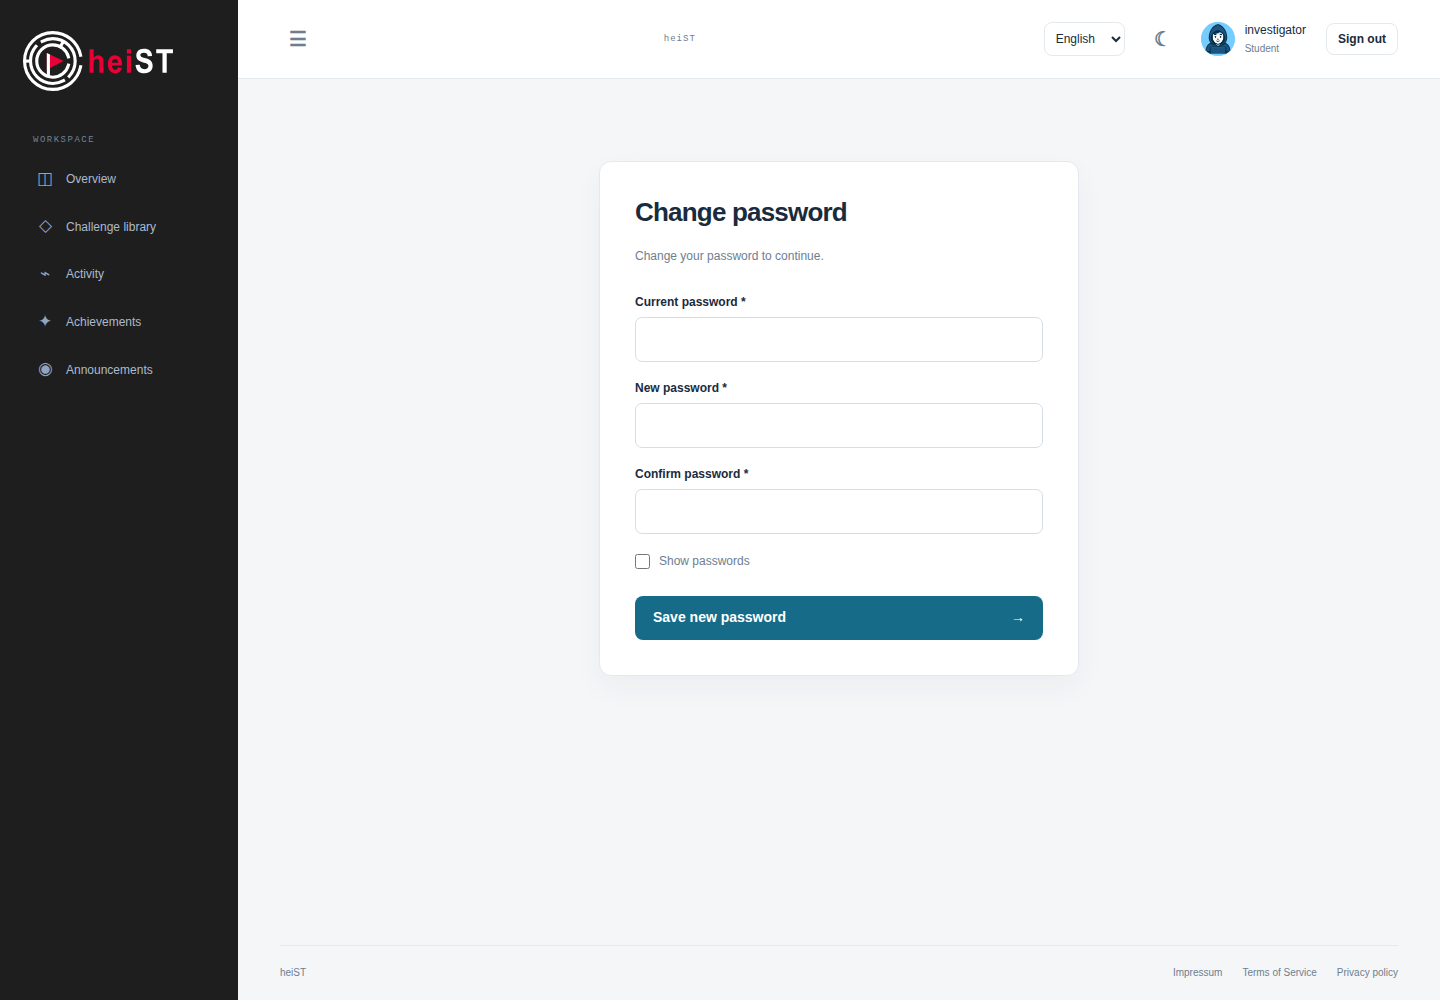 heiST
WORKSPACE
Overview
Challenge library
Activity
Achievements
Announcements
heiST
English
investigator
Student
Sign out
Change password
Change your password to continue.
Current password *
New password *
Confirm password *
Show passwords
Save new password →
heiST
Impressum Terms of Service Privacy policy